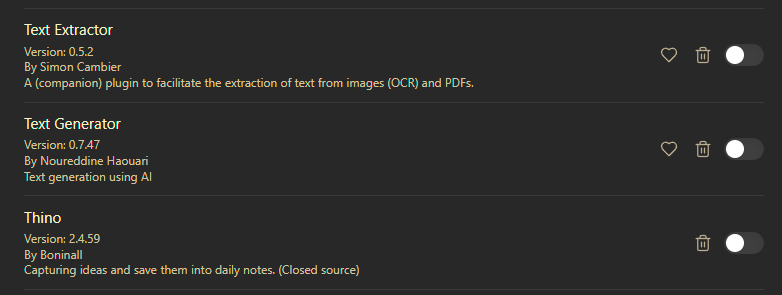 Text Extractor
Version: 0.5.2
By Simon Cambier
A (companion) plugin to facilitate the extraction of text from images (OCR) and PDFs.
Text Generator
Version: 0.7.47
By Noureddine Haouari
Text generation using AI
Thino
Version: 2.4.59
By Boninall
Capturing ideas and save them into daily notes. (Closed source)